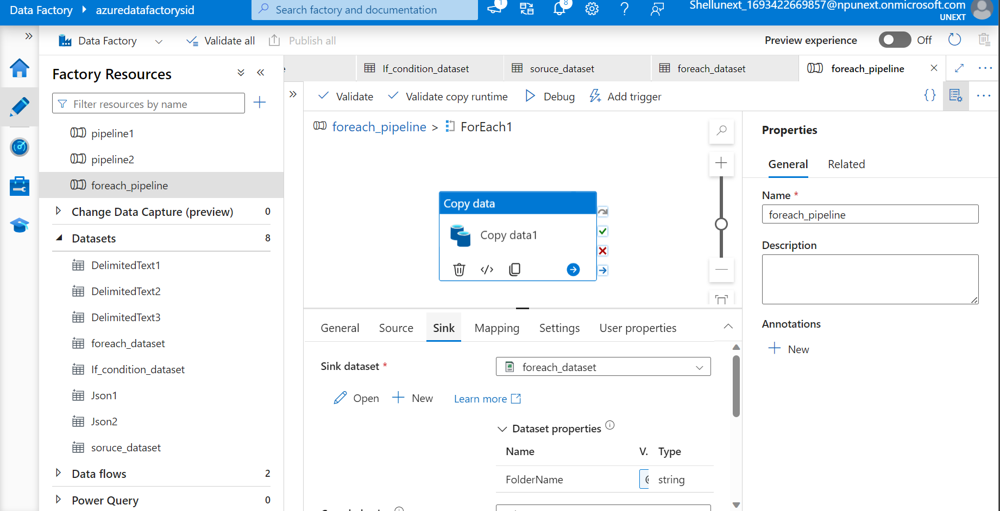 Data Factory azuredatafactorysid
Search factory and documentation
1
8
Shellunext_1693422669857@npunext.onmicrosoft.com
UNEXT
Data Factory
Validate all
Publish all
Preview experience
Off
Factory Resources
Filter resources by name
pipeline1
pipeline2
foreach_pipeline
Change Data Capture (preview) 0
Datasets 8
DelimitedText1
DelimitedText2
DelimitedText3
foreach_dataset
If_condition_dataset
Json1
Json2
soruce_dataset
Data flows 2
Power Query 0
If_condition_dataset
soruce_dataset
foreach_dataset
foreach_pipeline
Validate
Validate copy runtime
Debug
Add trigger
foreach_pipeline > ForEach1
Copy data
Copy data1
General
Source
Sink
Mapping
Settings
User properties
Sink dataset *
foreach_dataset
Open
New
Learn more
Dataset properties
Name V. Type
FolderName string
Properties
General
Related
Name *
foreach_pipeline
Description
Annotations
New